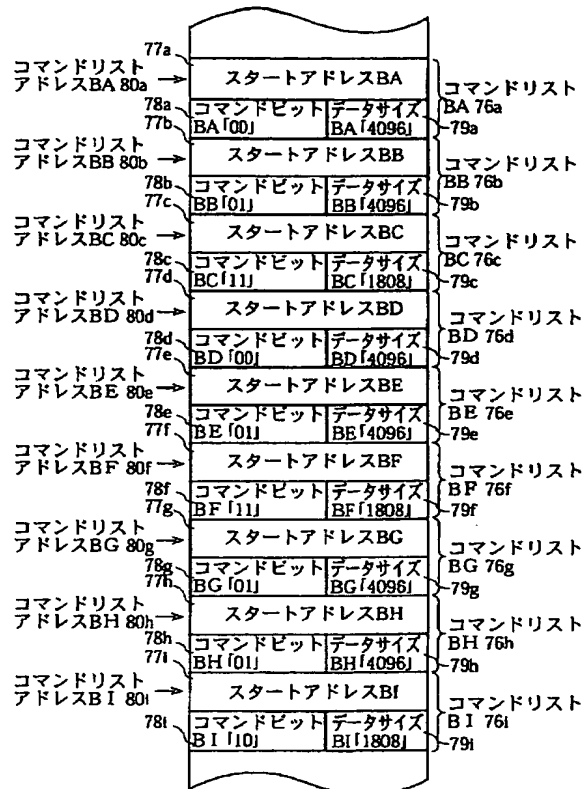 77a
コマンドリスト
アドレスBA 80a
スタートアドレスBA
コマンドリスト
BA 76a
78a
コマンドビット
BA「00」
データサイズ
BA「4096」
79a
77b
コマンドリスト
アドレスBB 80b
スタートアドレスBB
コマンドリスト
BB 76b
78b
コマンドビット
BB「01」
データサイズ
BB「4096」
79b
77c
コマンドリスト
アドレスBC 80c
スタートアドレスBC
コマンドリスト
BC 76c
78c
コマンドビット
BC「11」
データサイズ
BC「1808」
79c
77d
コマンドリスト
アドレスBD 80d
スタートアドレスBD
コマンドリスト
BD 76d
78d
コマンドビット
BD「00」
データサイズ
BD「4096」
79d
77e
コマンドリスト
アドレスBE 80e
スタートアドレスBE
コマンドリスト
BE 76e
78e
コマンドビット
BE「01」
データサイズ
BE「4096」
79e
77f
コマンドリスト
アドレスBF 80f
スタートアドレスBF
コマンドリスト
BF 76f
78f
コマンドビット
BF「11」
データサイズ
BF「1808」
79f
77g
コマンドリスト
アドレスBG 80g
スタートアドレスBG
コマンドリスト
BG 76g
78g
コマンドビット
BG「01」
データサイズ
BG「4096」
79g
77h
コマンドリスト
アドレスBH 80h
スタートアドレスBH
コマンドリスト
BH 76h
78h
コマンドビット
BH「01」
データサイズ
BH「4096」
79h
77i
コマンドリスト
アドレスBI 80i
スタートアドレスBI
コマンドリスト
BI 76i
78i
コマンドビット
BI「10」
データサイズ
BI「1808」
79i